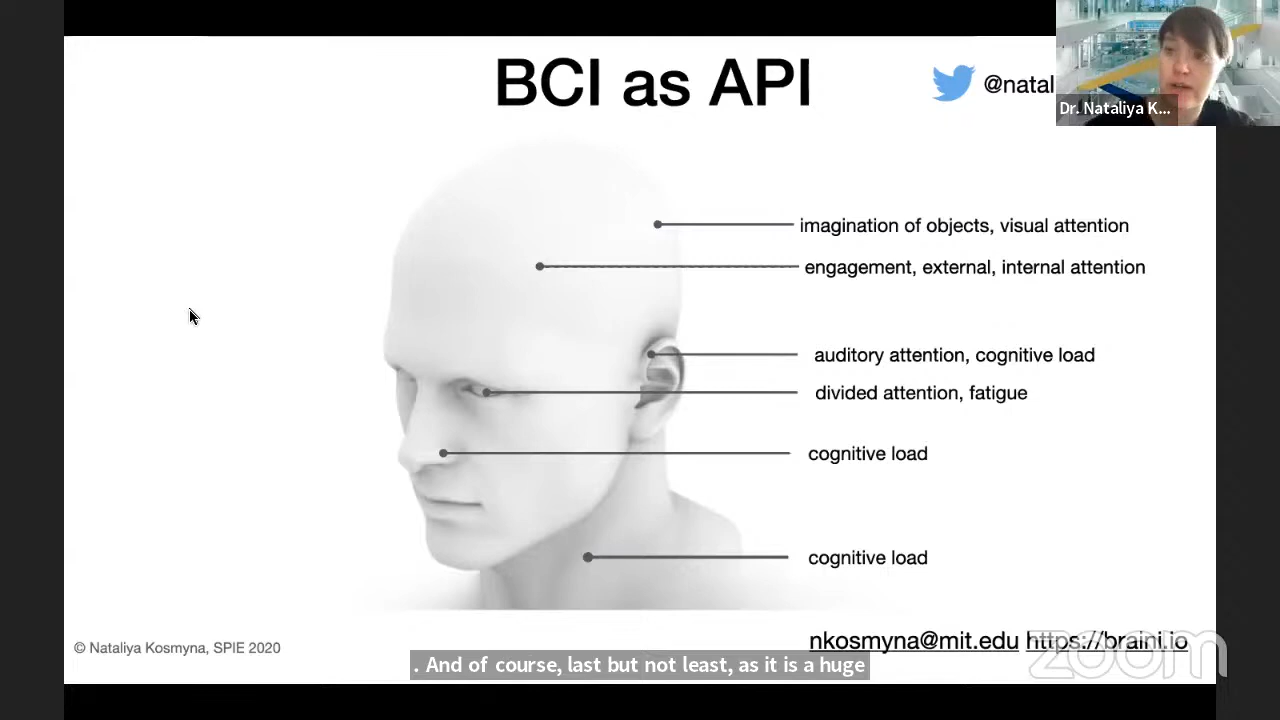 BCI as API
@natal
Dr. Nataliya K...
imagination of objects, visual attention
engagement, external, internal attention
auditory attention, cognitive load
divided attention, fatigue
cognitive load
cognitive load
© Nataliya Kosmyna, SPIE 2020
nkosmyna@mit.edu https://braini.io
zoom
. And of course, last but not least, as it is a huge